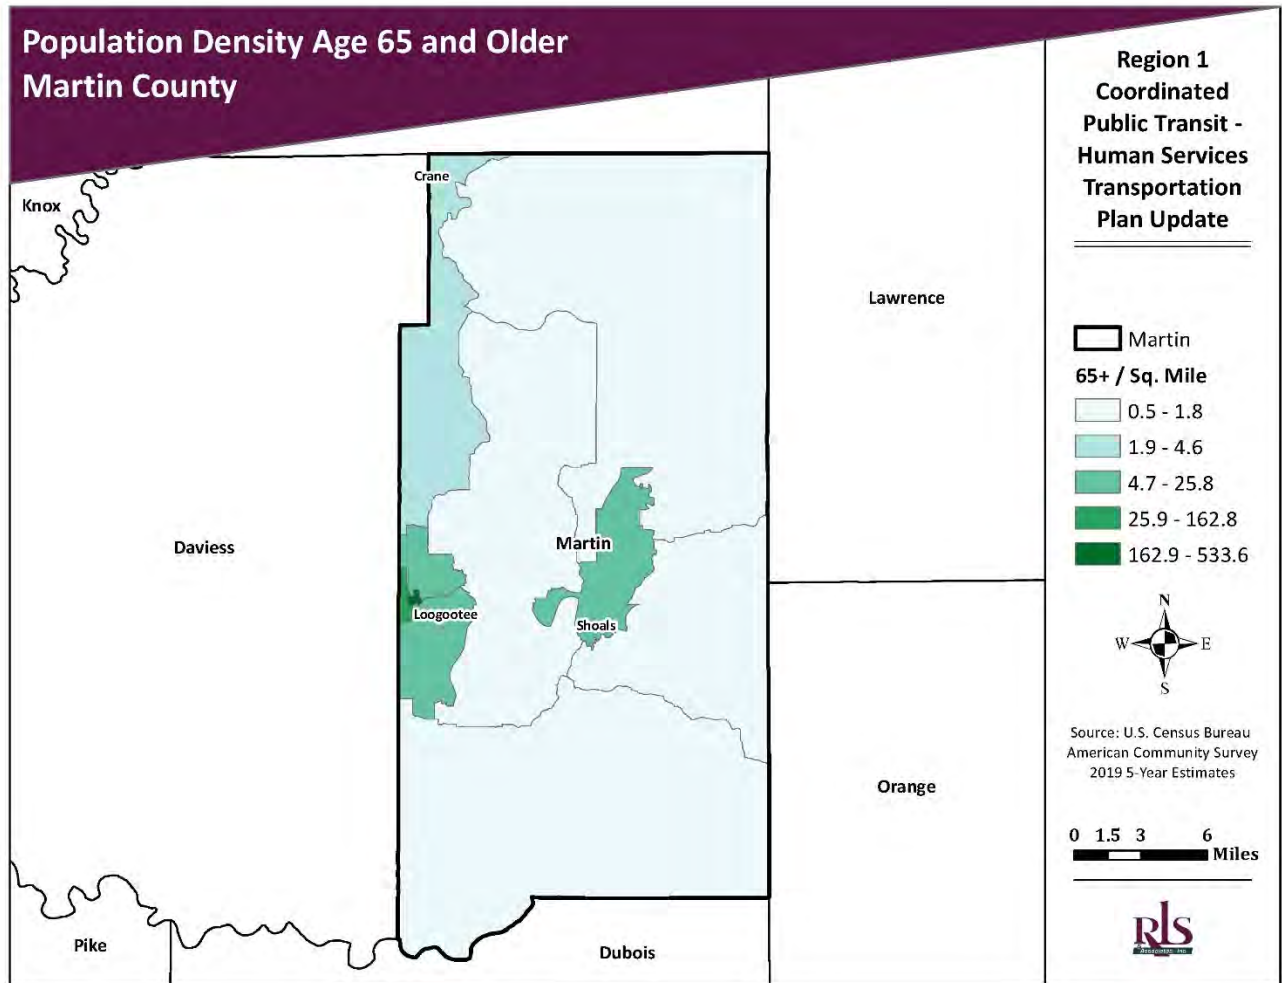 Population Density Age 65 and Older
Martin County
Region 1
Coordinated
Public Transit -
Human Services
Transportation
Plan Update
Crane
Knox
Lawrence
Martin
65+ / Sq. Mile
0.5 - 1.8
1.9 - 4.6
4.7 - 25.8
25.9 - 162.8
162.9 - 533.6
Daviess
Martin
Loogootee
Shoals
N
W E
S
Source: U.S. Census Bureau
American Community Survey
2019 5-Year Estimates
Orange
0 1.5 3 6
Miles
Pike
Dubois
RLS
& Associates, Inc.